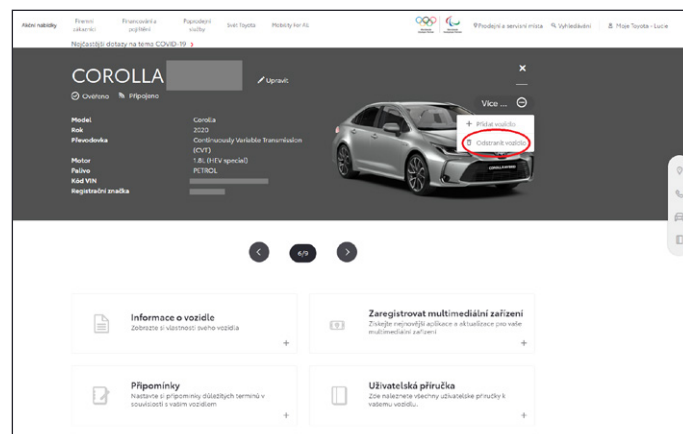 Akční nabídky
Firemní zákazníci
Financování a pojištění
Poprodejní služby
Svět Toyota
Mobility for All
Prodejní a servisní místa
Vyhledávání
Moje Toyota - Lucie
Nejčastější dotazy na téma COVID-19 >
COROLLA
Upravit
Ověřeno
Připojeno
Více ...
Přidat vozidlo
Odstranit vozidlo
Model Corolla
Rok 2020
Převodovka Continuously Variable Transmission
(CVT)
Motor 1.8L (HEV special)
Palivo PETROL
Kód VIN
Registrační značka
6/9
Informace o vozidle
Zobrazte si vlastnosti svého vozidla
+
Zaregistrovat multimediální zařízení
Získejte nejnovější aplikace a aktualizace pro vaše
multimediální zařízení
+
Připomínky
Nastavte si připomínky důležitých termínů v
souvislosti s vaším vozidlem
+
Uživatelská příručka
Zde naleznete všechny uživatelské příručky k
vašemu vozidlu.
+